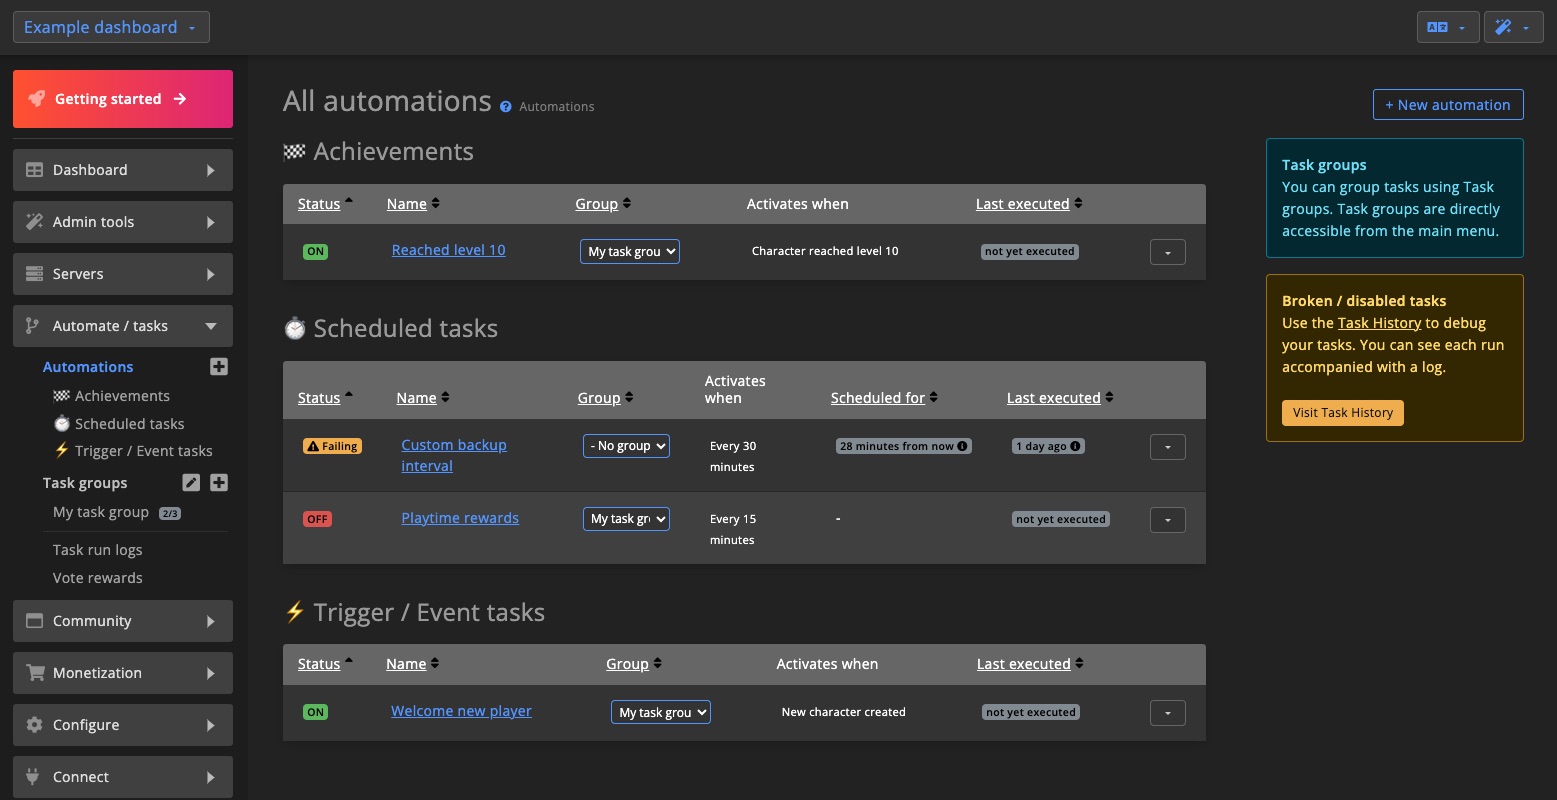 Example dashboard
Getting started
Dashboard
Admin tools
Servers
Automate / tasks
Automations
Achievements
Scheduled tasks
Trigger / Event tasks
Task groups
My task group 2/3
Task run logs
Vote rewards
Community
Monetization
Configure
Connect
All automations ? Automations
+ New automation
Achievements
Status Name Group Activates when Last executed
ON Reached level 10 My task grou Character reached level 10 not yet executed
Scheduled tasks
Status Name Group Activates when Scheduled for Last executed
Failing Custom backup interval - No group Every 30 minutes 28 minutes from now 1 day ago
OFF Playtime rewards My task gr Every 15 minutes - not yet executed
Trigger / Event tasks
Status Name Group Activates when Last executed
ON Welcome new player My task grou New character created not yet executed
Task groups
You can group tasks using Task
groups. Task groups are directly
accessible from the main menu.
Broken / disabled tasks
Use the Task History to debug
your tasks. You can see each run
accompanied with a log.
Visit Task History